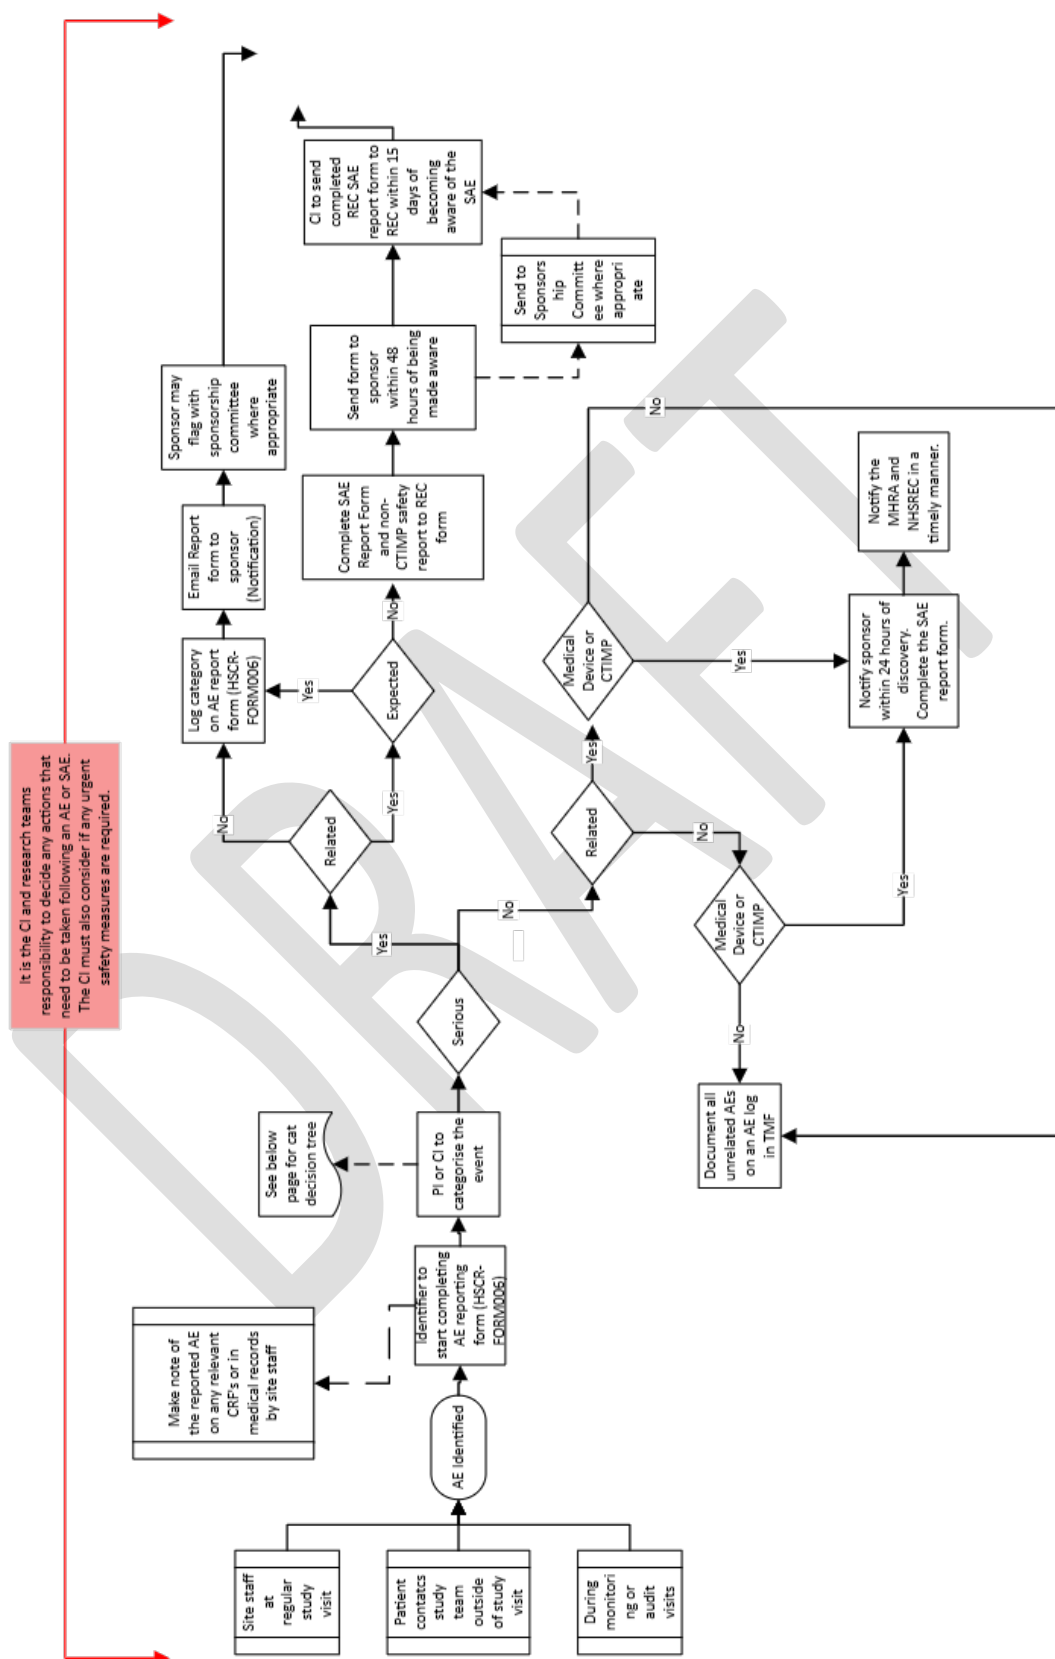 It is the CI and research teams
responsibility to decide any actions that
need to be taken following an AE or SAE.
The CI must also consider if any urgent
safety measures are required.
Site staff
at
regular
study
visit
Patient
contatcs
study
team
outside
of study
visit
During
monitori
ng or
audit
visits
AE Identified
Make note of
the reported AE
on any relevant
CRF's or in
medical records
by site staff
Identifier to
start completing
AE reporting
form (HSCR-
FORM006)
See below
page for cat
decision tree
PI or CI to
categorise the
event
Serious
Yes
No
Related
No
Yes
Log category
on AE report
form (HSCR-
FORM006)
Email Report
form to
sponsor
(Notification)
Sponsor may
flag with
sponsorship
committee
where
appropriate
Expected
Yes
No
Complete SAE
Report Form
and non-
CTIMP safety
report to REC
form
Send form to
sponsor
within 48
hours of being
made aware
CI to send
completed
REC SAE
report form to
REC within 15
days of
becoming
aware of the
SAE
Send to
Sponsors
hip
Committ
ee where
appropri
ate
Related
Yes
No
Medical
Device or
CTIMP
No
Yes
Medical
Device or
CTIMP
No
Yes
Document all
unrelated AEs
on an AE log
in TMF
Notify sponsor
within 24 hours of
discovery.
Complete the SAE
report form.
Notify the
MHRA and
NHSREC in a
timely manner.
DRAFT